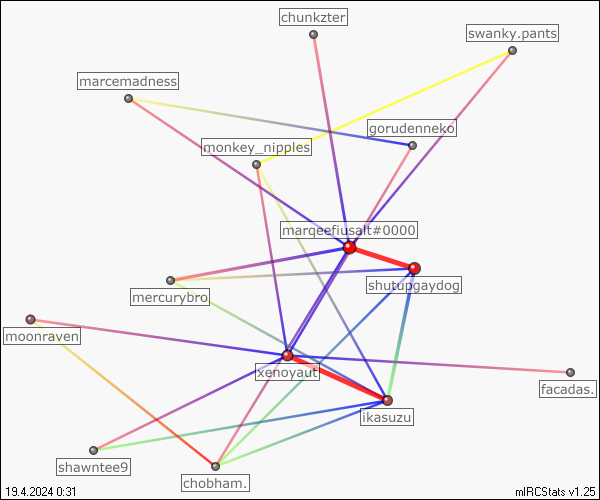 chunkzter
swanky.pants
marcemadness
gorudenneko
monkey_nipples
marqeefiusalt#0000
shutupgaydog
mercurybro
moonraven
xenoyaut
facadas.
ikasuzu
shawntee9
chobham.
19.4.2024 0:31
mIRCStats v1.25